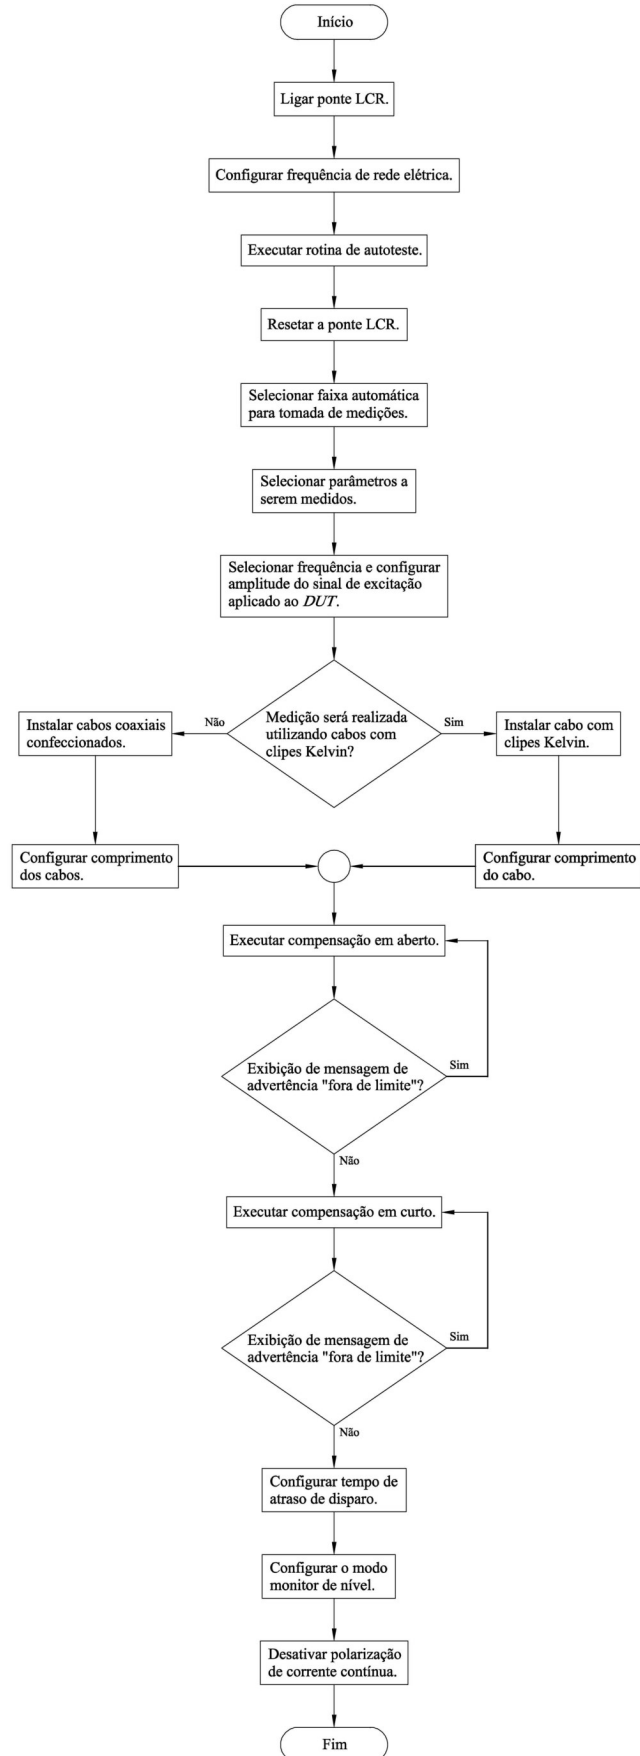 Início
Ligar ponte LCR.
Configurar frequência de rede elétrica.
Executar rotina de autoteste.
Resetar a ponte LCR.
Selecionar faixa automática
para tomada de medições.
Selecionar parâmetros a
serem medidos.
Selecionar frequência e configurar
amplitude do sinal de excitação
aplicado ao DUT.
Medição será realizada
utilizando cabos com
clipes Kelvin?
Não
Sim
Instalar cabos coaxiais
confeccionados.
Instalar cabo com
clipes Kelvin.
Configurar comprimento
dos cabos.
Configurar comprimento
do cabo.
Executar compensação em aberto.
Exibição de mensagem de
advertência "fora de limite"?
Sim
Não
Executar compensação em curto.
Exibição de mensagem de
advertência "fora de limite"?
Sim
Não
Configurar tempo de
atraso de disparo.
Configurar o modo
monitor de nível.
Desativar polarização
de corrente contínua.
Fim